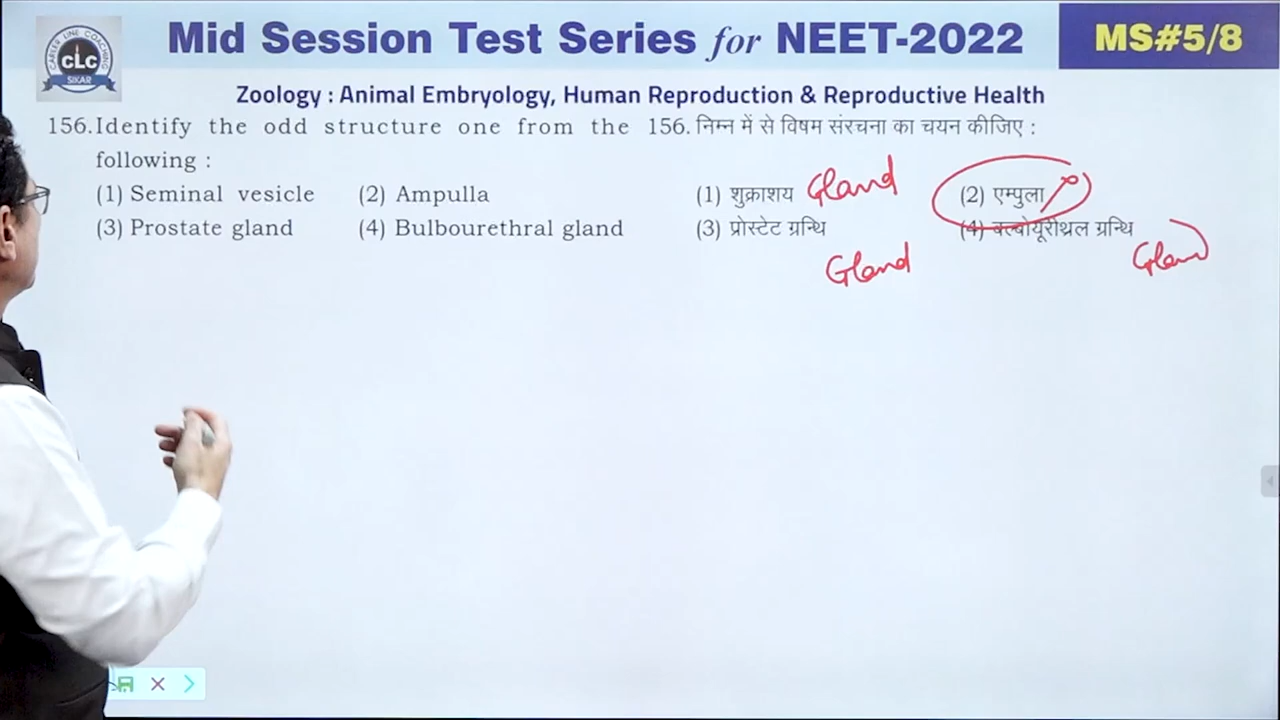 CAREER LINE COACHING
CLC
SIKAR
Mid Session Test Series for NEET-2022
MS#5/8
Zoology : Animal Embryology, Human Reproduction & Reproductive Health
156. Identify the odd structure one from the following :
(1) Seminal vesicle (2) Ampulla
(3) Prostate gland (4) Bulbourethral gland
156. निम्न में से विषम संरचना का चयन कीजिए :
(1) शुक्राशय Gland (2) एम्पुला
(3) प्रोस्टेट ग्रन्थि (4) बल्बोयूरीथ्रल ग्रन्थि
Gland Gland